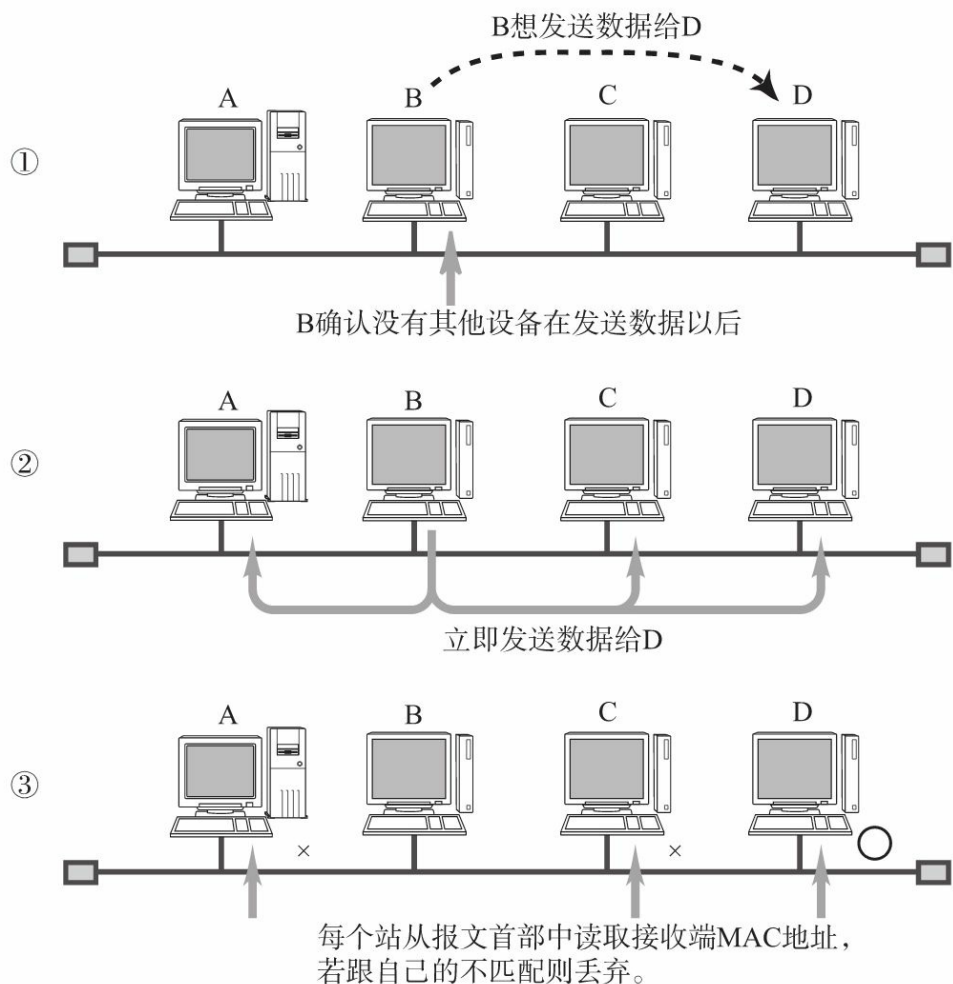 B想发送数据给D
A B C D
①
B确认没有其他设备在发送数据以后
A B C D
②
立即发送数据给D
A B C D
③
× ×
每个站从报文首部中读取接收端MAC地址，
若跟自己的不匹配则丢弃。